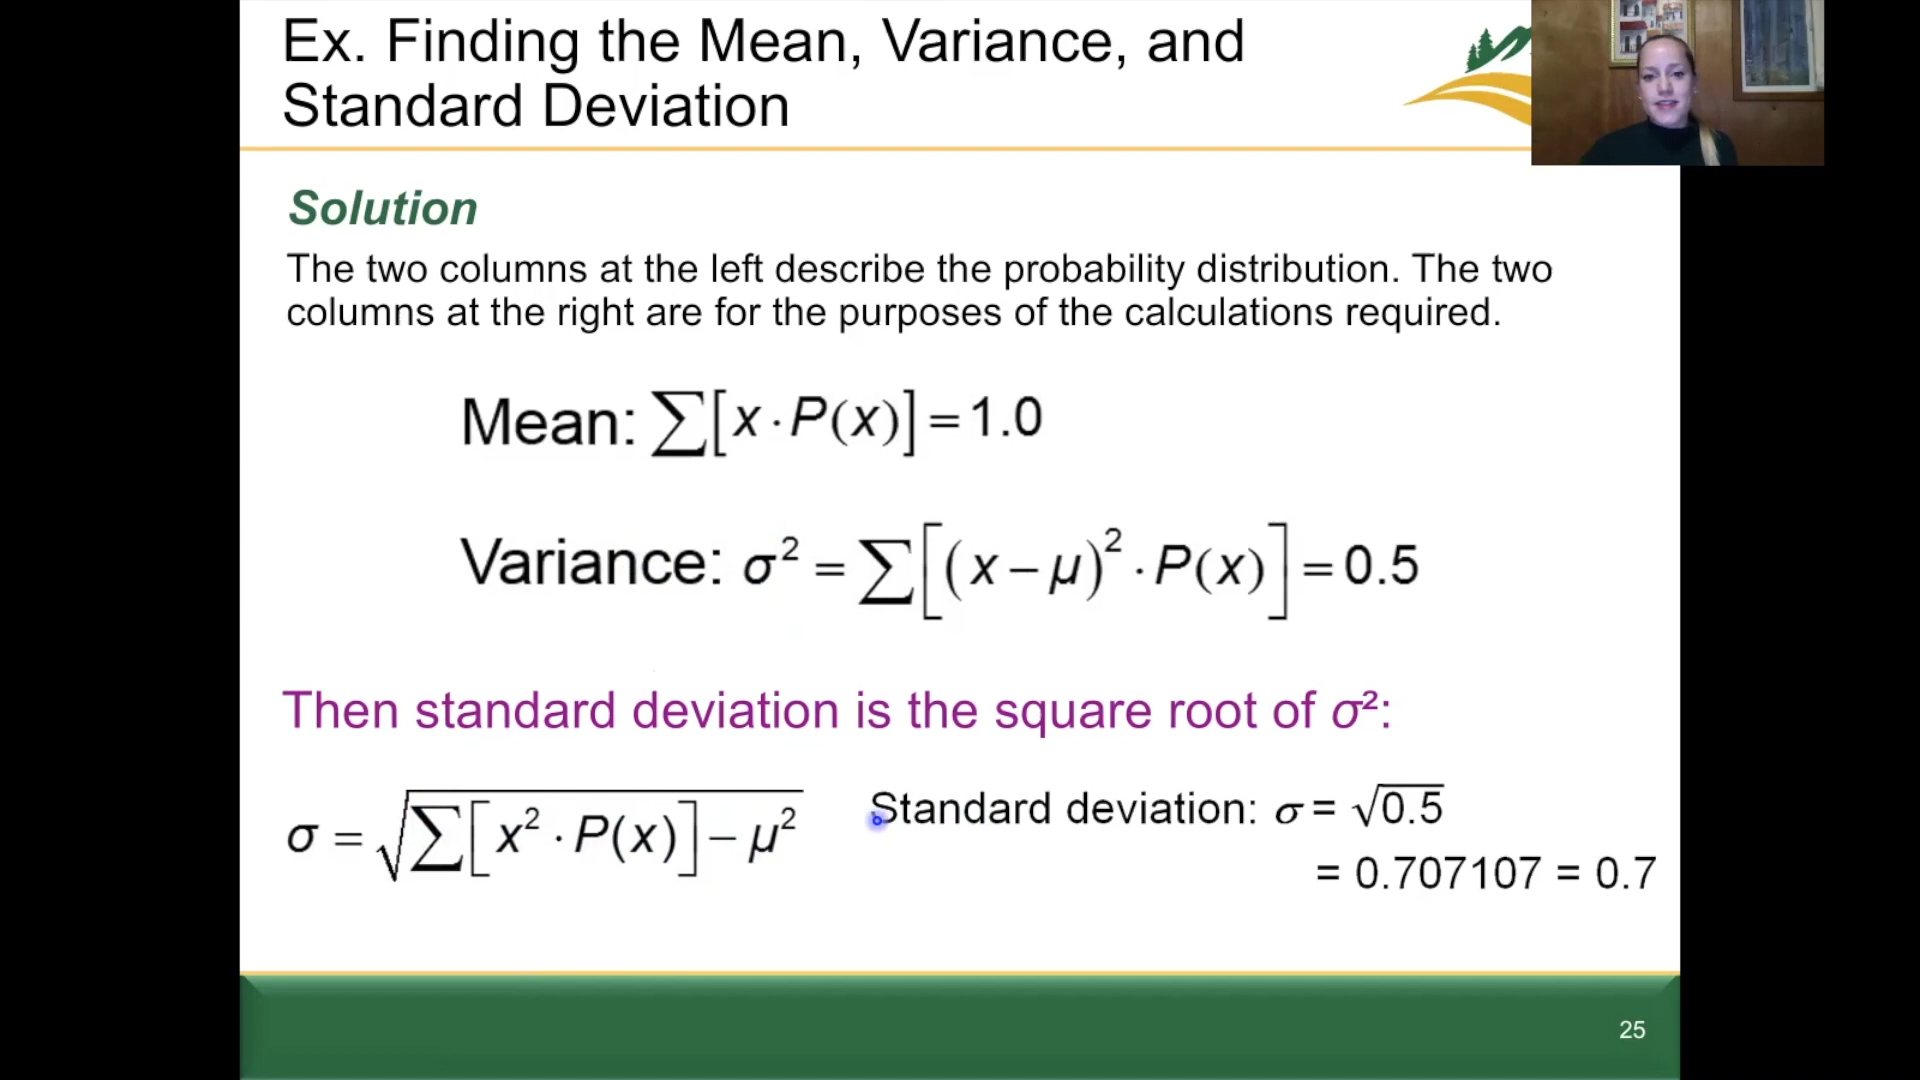 Ex. Finding the Mean, Variance, and
Standard Deviation
Solution
The two columns at the left describe the probability distribution. The two
columns at the right are for the purposes of the calculations required.
Mean: ∑[x · P(x)] = 1.0
Variance: σ² = ∑[(x − μ)² · P(x)] = 0.5
Then standard deviation is the square root of σ²:
σ = √∑[x² · P(x)] − μ²
Standard deviation: σ = √0.5
= 0.707107 = 0.7
25